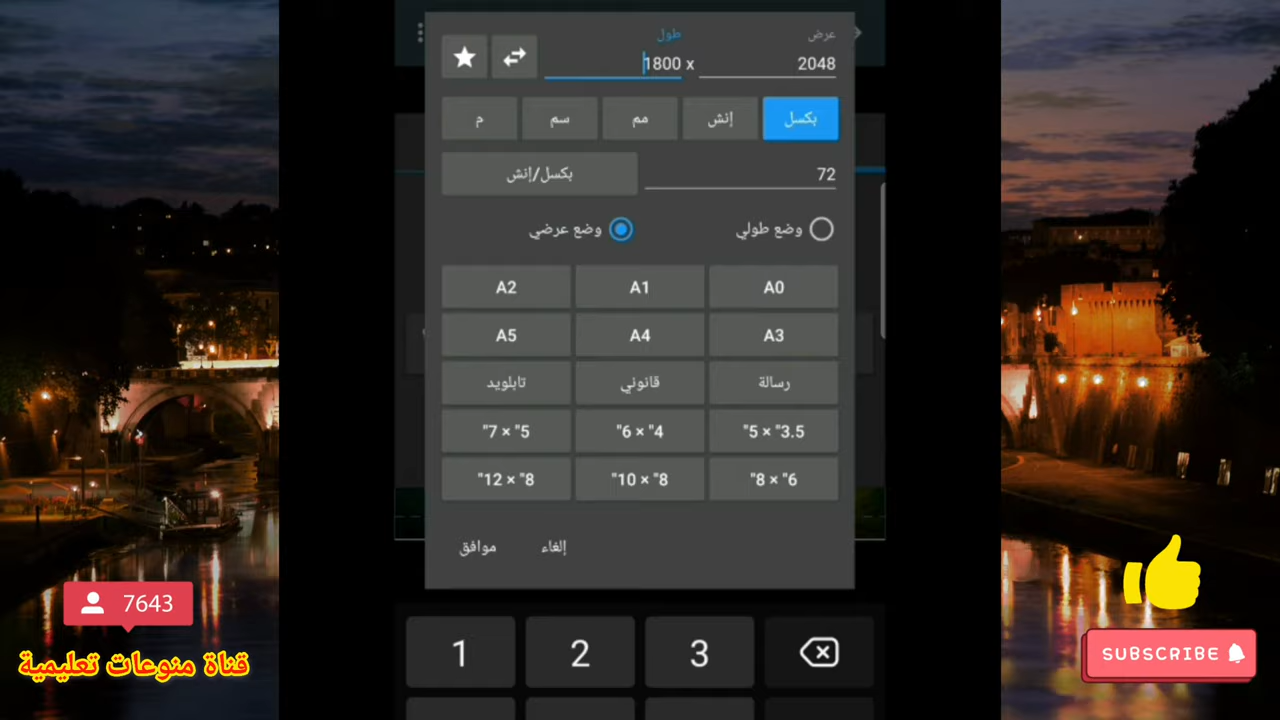 عرض
طول
2048
1800 x
بكسل
إنش
مم
سم
م
72
بكسل/إنش
وضع طولي
وضع عرضي
A0
A1
A2
A3
A4
A5
رسالة
قانوني
تابلويد
3.5" × 5"
4" × 6"
5" × 7"
6" × 8"
8" × 10"
8" × 12"
إلغاء
موافق
1
2
3
7643
قناة منوعات تعليمية
SUBSCRIBE